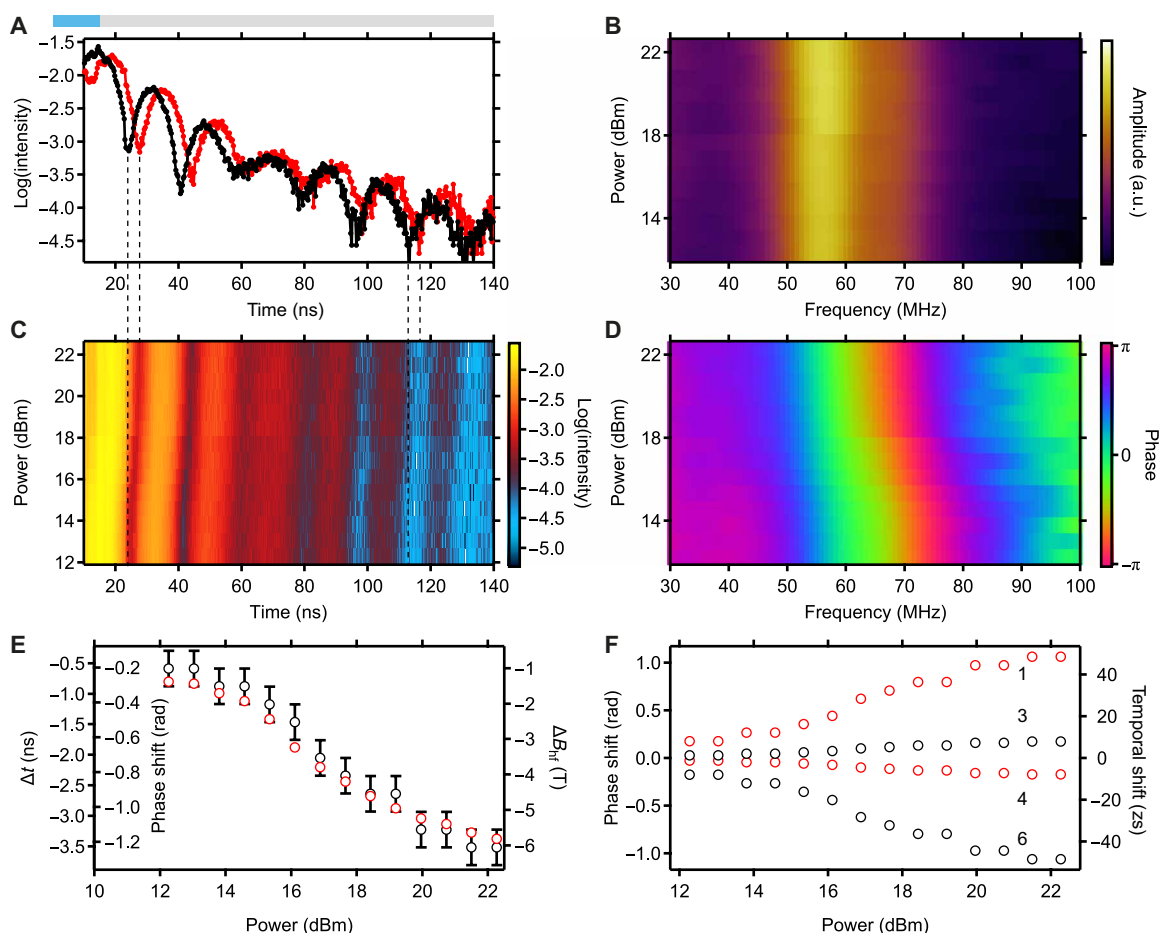 A
−1.5
−2.0
−2.5
−3.0
−3.5
−4.0
−4.5
Log(intensity)
20 40 60 80 100 120 140
Time (ns)
B
22
18
14
Power (dBm)
30 40 50 60 70 80 90 100
Frequency (MHz)
Amplitude (a.u.)
C
22
20
18
16
14
12
Power (dBm)
20 40 60 80 100 120 140
Time (ns)
−2.0
−2.5
−3.0
−3.5
−4.0
−4.5
−5.0
Log(intensity)
D
22
18
14
Power (dBm)
30 40 50 60 70 80 90 100
Frequency (MHz)
π
0
−π
Phase
E
−0.5
−1.0
−1.5
−2.0
−2.5
−3.0
−3.5
Δt (ns)
−0.2
−0.4
−0.6
−0.8
−1.0
−1.2
Phase shift (rad)
−1
−2
−3
−4
−5
−6
ΔBhf (T)
10 12 14 16 18 20 22
Power (dBm)
F
1.0
0.5
0.0
−0.5
−1.0
Phase shift (rad)
1
3
4
6
40
20
0
−20
−40
Temporal shift (zs)
12 14 16 18 20 22
Power (dBm)